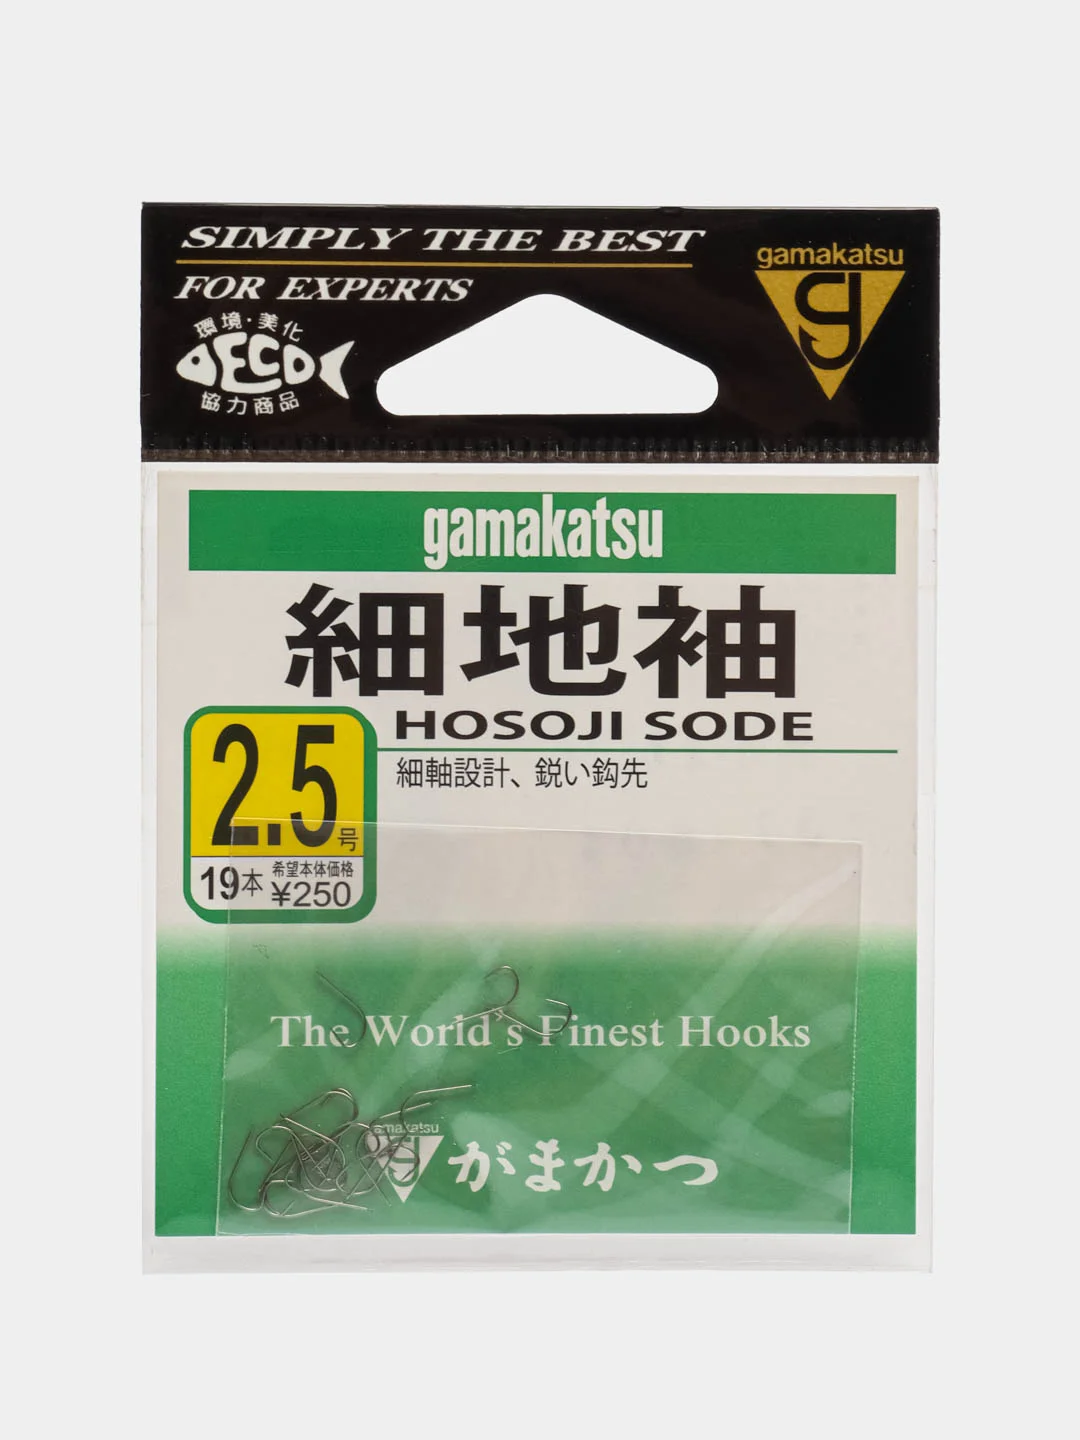 SIMPLY THE BEST
FOR EXPERTS
gamakatsu
g
環境・美化
ECO
協力商品
gamakatsu
細地袖
HOSOJI SODE
2.5号
細軸設計、鋭い鈎先
19本 希望本体価格
¥250
The World's Finest Hooks
gamakatsu
がまかつ